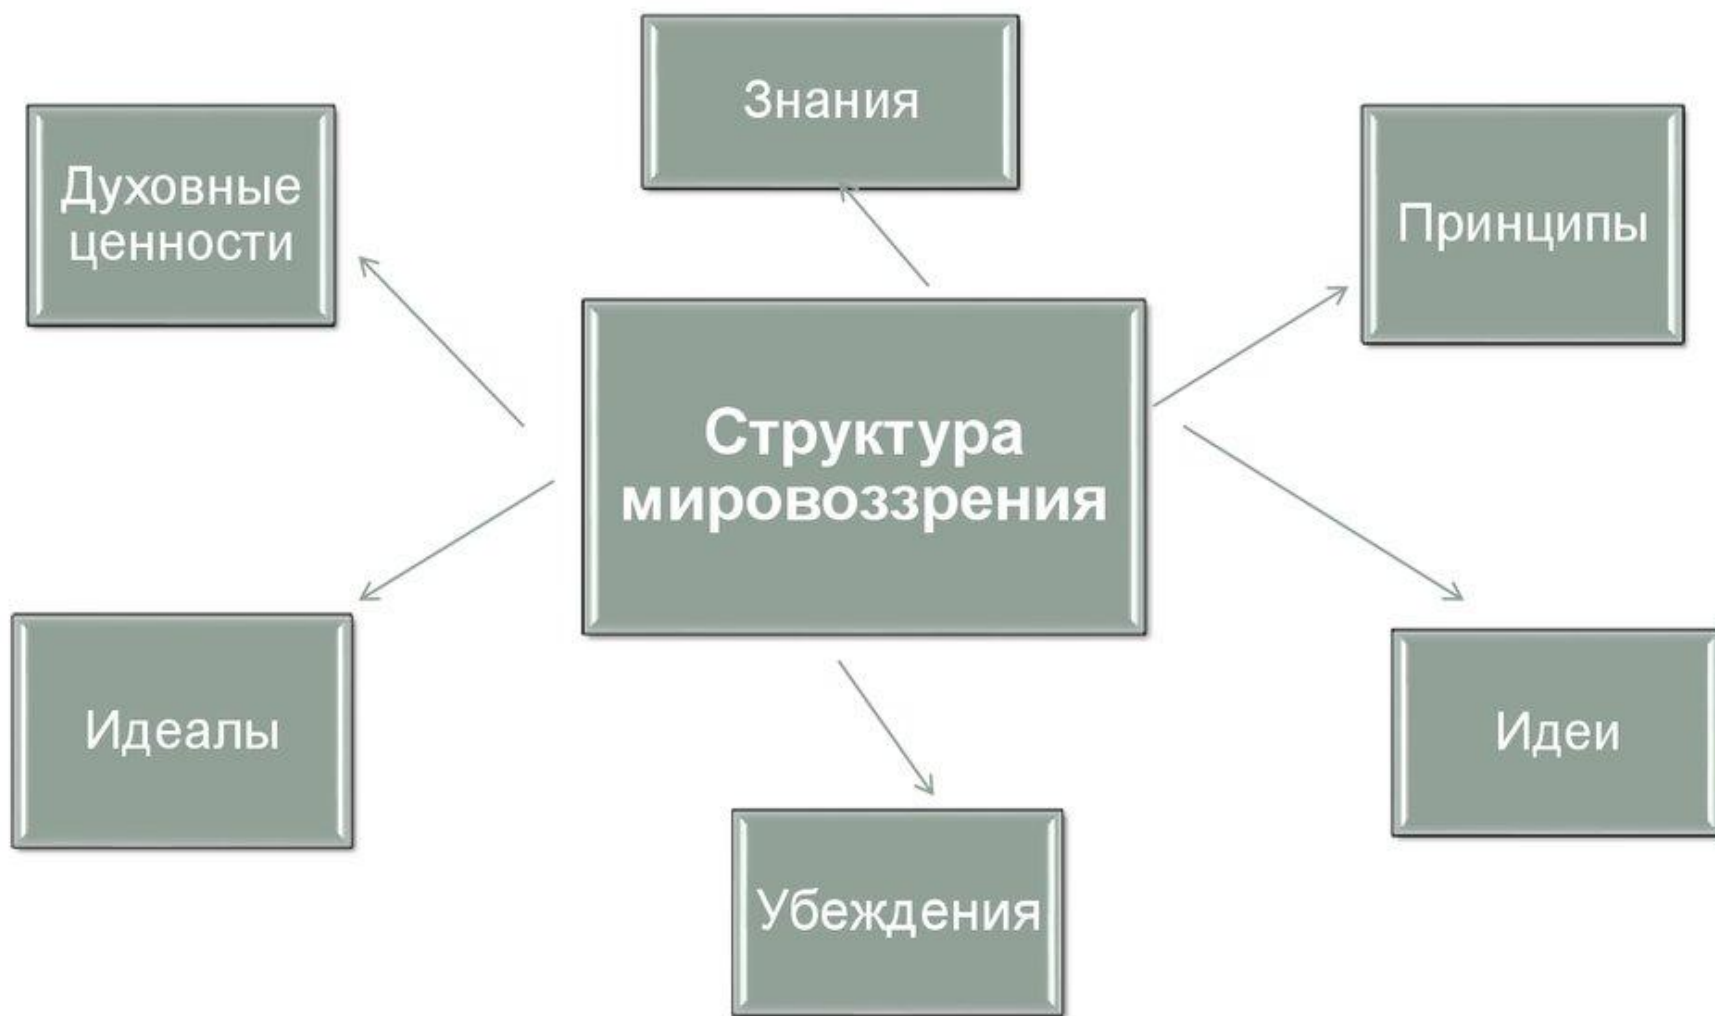 Знания
Духовные
ценности
Принципы
Структура
мировоззрения
Идеалы
Идеи
Убеждения